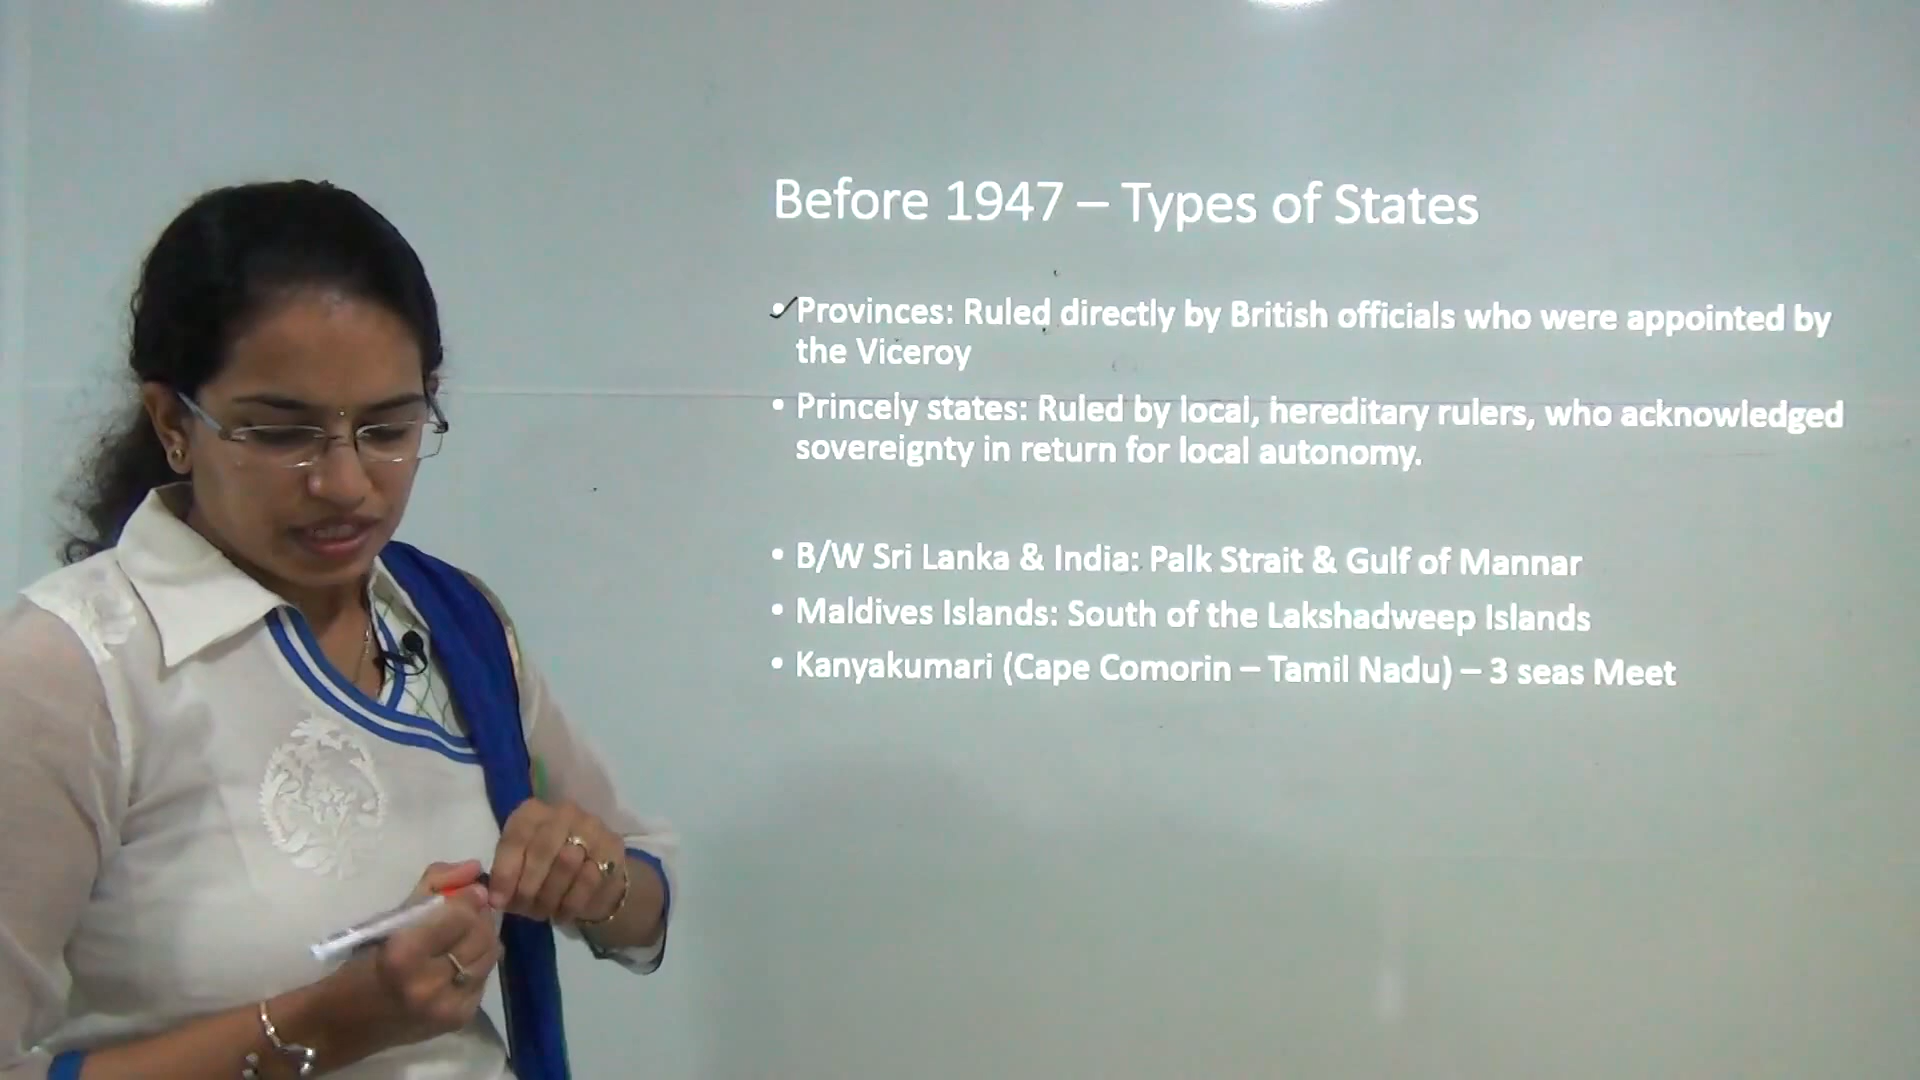 Before 1947 – Types of States
• Provinces: Ruled directly by British officials who were appointed by
the Viceroy
• Princely states: Ruled by local, hereditary rulers, who acknowledged
sovereignty in return for local autonomy.
• B/W Sri Lanka & India: Palk Strait & Gulf of Mannar
• Maldives Islands: South of the Lakshadweep Islands
• Kanyakumari (Cape Comorin – Tamil Nadu) – 3 seas Meet